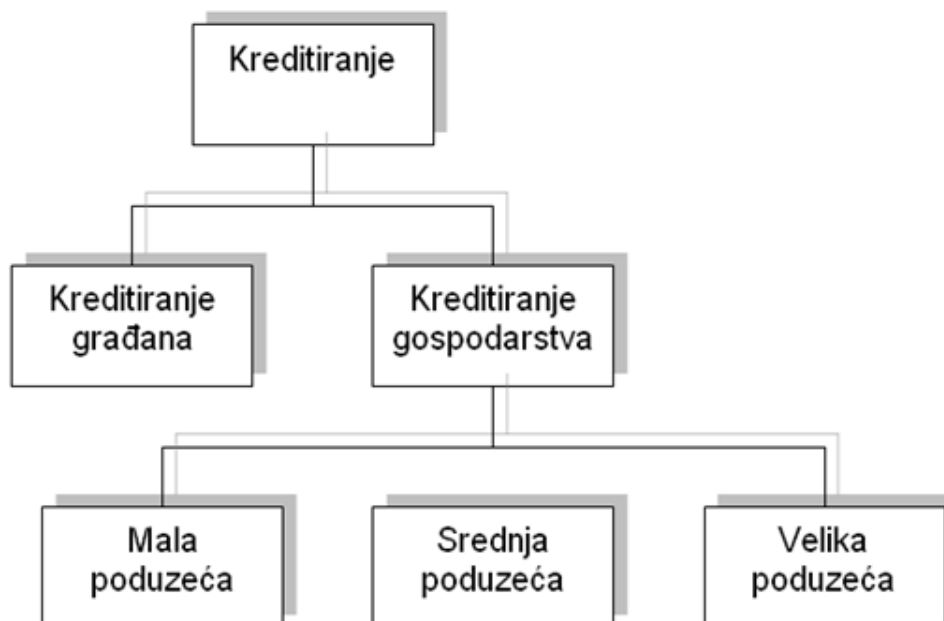 Kreditiranje
Kreditiranje
građana
Kreditiranje
gospodarstva
Mala
poduzeća
Srednja
poduzeća
Velika
poduzeća